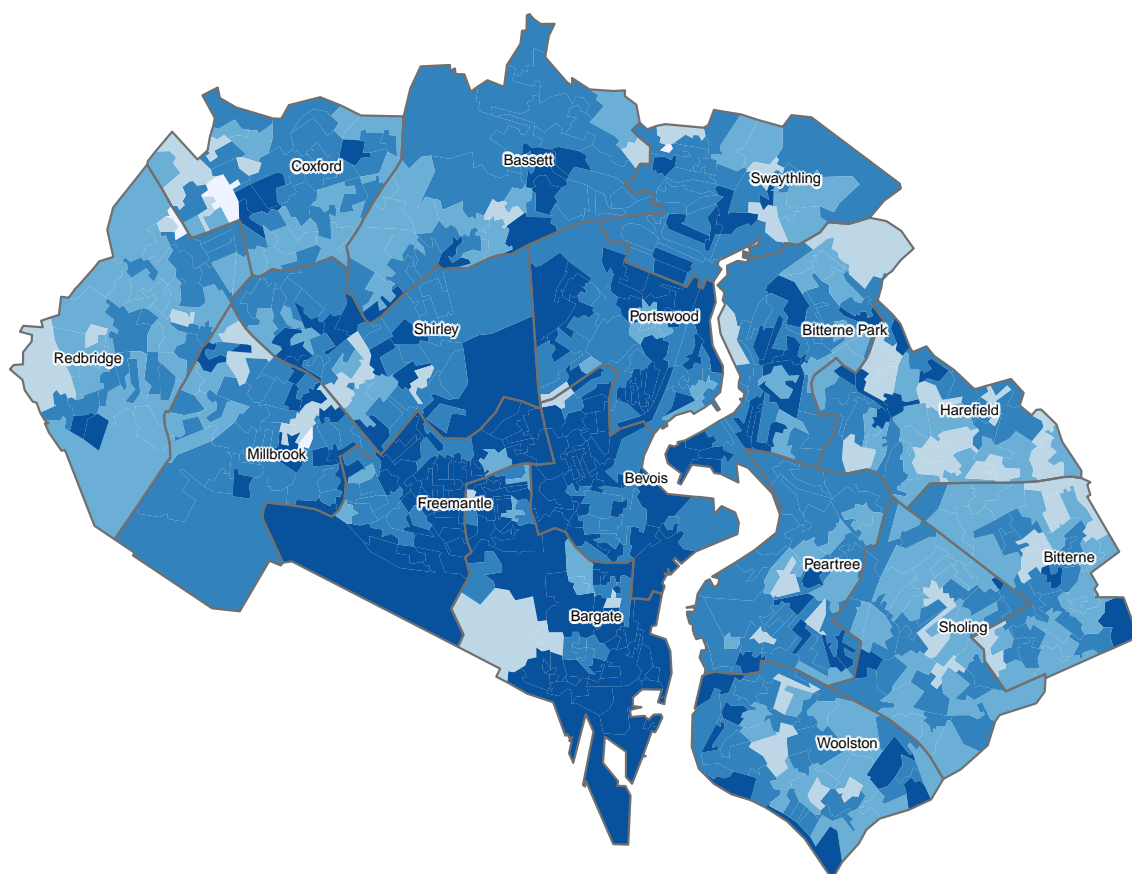 Bassett
Coxford
Swaythling
Portswood
Shirley
Bitterne Park
Redbridge
Harefield
Millbrook
Bevois
Freemantle
Bitterne
Peartree
Bargate
Sholing
Woolston